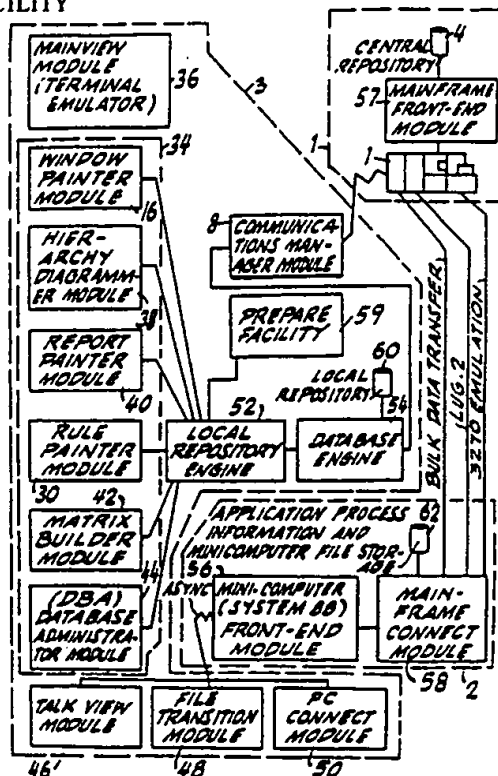 CILITY
MAINVIEW
MODULE
(TERMINAL
EMULATOR)
36
3
4
CENTRAL
REPOSITORY
57
MAINFRAME
FRONT-END
MODULE
1
1
34
WINDOW
PAINTER
MODULE
16
HIER-
ARCHY
DIAGRAMM-
ER MODULE
38
REPORT
PAINTER
MODULE
40
RULE
PAINTER
MODULE
30
MATRIX
BUILDER
MODULE
42
(DBA)
DATABASE
ADMINISTRA-
TOR MODULE
44
8
COMMUNICA-
TIONS MAN-
AGER MODULE
PREPARE
FACILITY
59
60
LOCAL
REPOSITORY
54
52
LOCAL
REPOSITORY
ENGINE
DATABASE
ENGINE
BULK DATA TRANSFER
LUG.2
3270 EMULATION
APPLICATION PROCESS
INFORMATION AND
MINICOMPUTER FILE STOR-
AGE
62
56
ASYNC
MINI-COMPUTER
(SYSTEM 88)
FRONT-END
MODULE
MAIN-
FRAME
CONNECT
MODULE
58
2
TALK VIEW
MODULE
46'
FILE
TRANSITION
MODULE
48
PC
CONNECT
MODULE
50